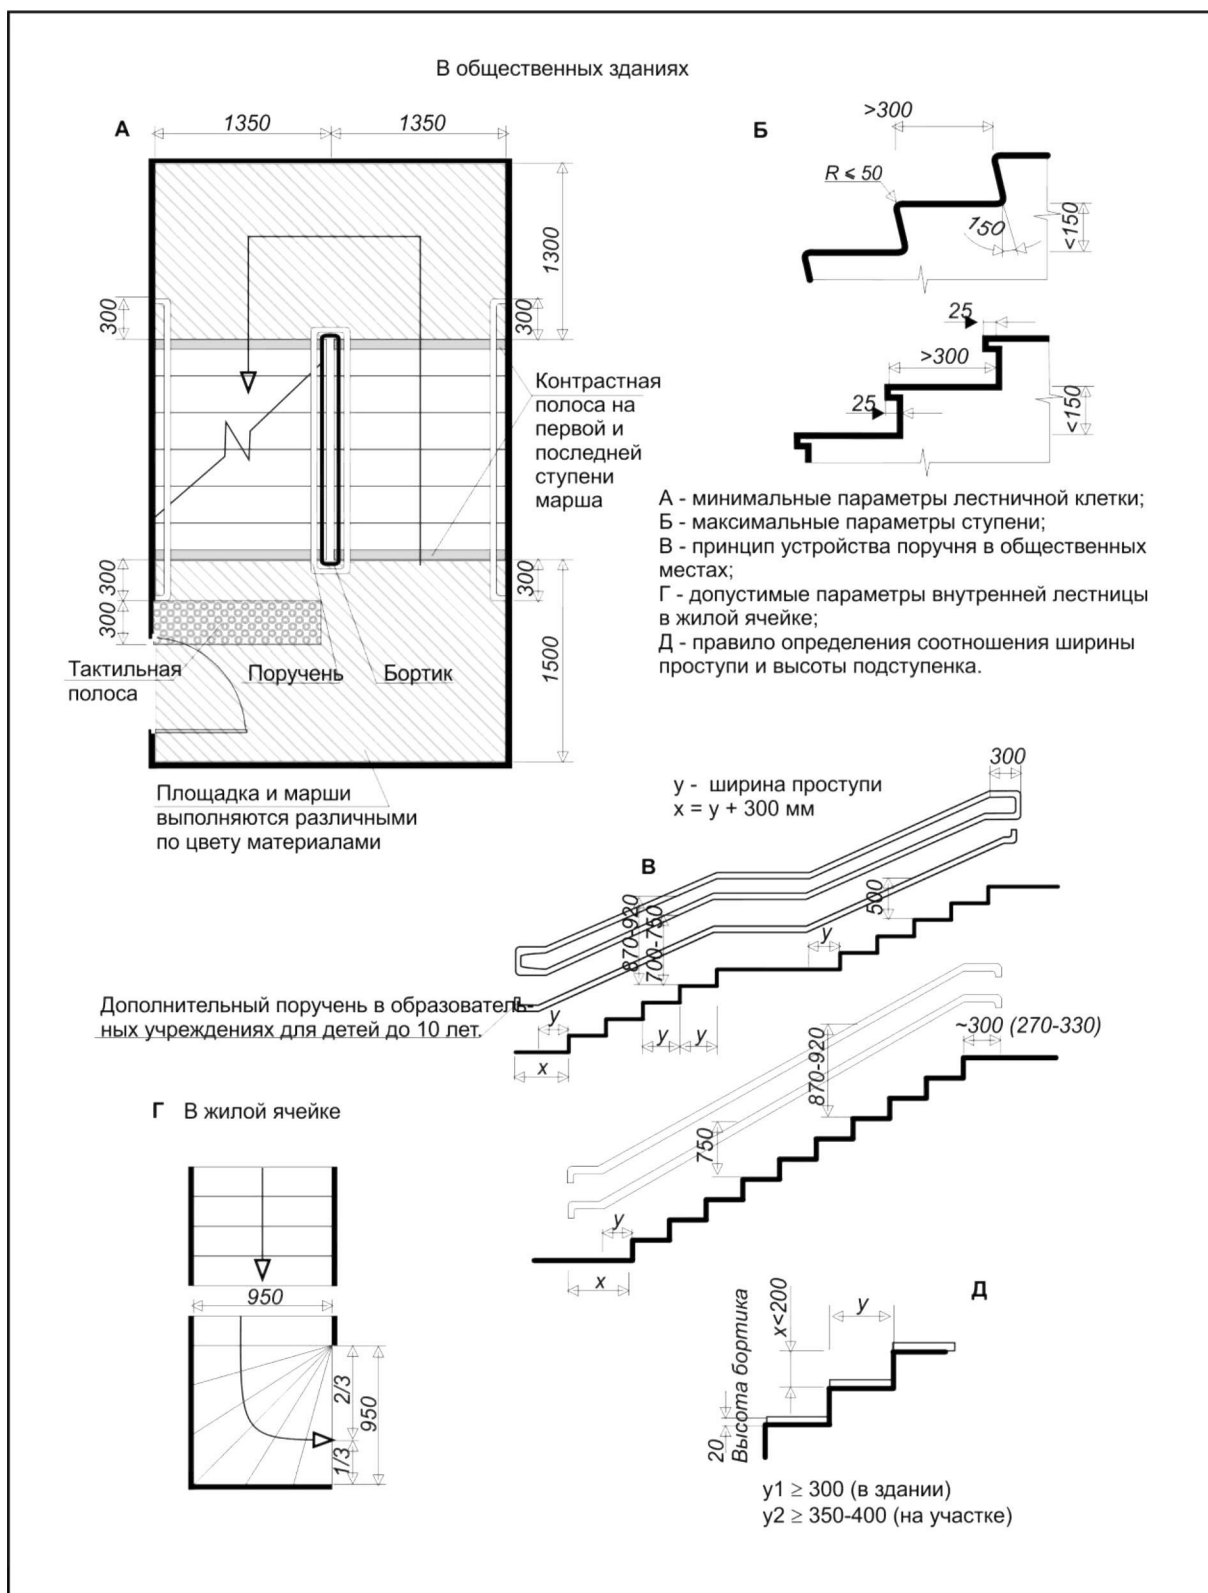 В общественных зданиях
А
1350
1350
1300
300
300
Контрастная
полоса на
первой и
последней
ступени
марша
300
300
300
1500
Тактильная
полоса
Поручень
Бортик
Площадка и марши
выполняются различными
по цвету материалами
Б
>300
R ⩽ 50
150
<150
25
>300
25
<150
А - минимальные параметры лестничной клетки;
Б - максимальные параметры ступени;
В - принцип устройства поручня в общественных
местах;
Г - допустимые параметры внутренней лестницы
в жилой ячейке;
Д - правило определения соотношения ширины
проступи и высоты подступенка.
y - ширина проступи
x = y + 300 мм
300
В
870-920
700-750
500
y
Дополнительный поручень в образователь-
ных учреждениях для детей до 10 лет.
y
y
y
x
~300 (270-330)
870-920
750
y
x
Г В жилой ячейке
950
2/3
950
1/3
Д
Высота бортика
x<200
y
20
y1 ≥ 300 (в здании)
y2 ≥ 350-400 (на участке)